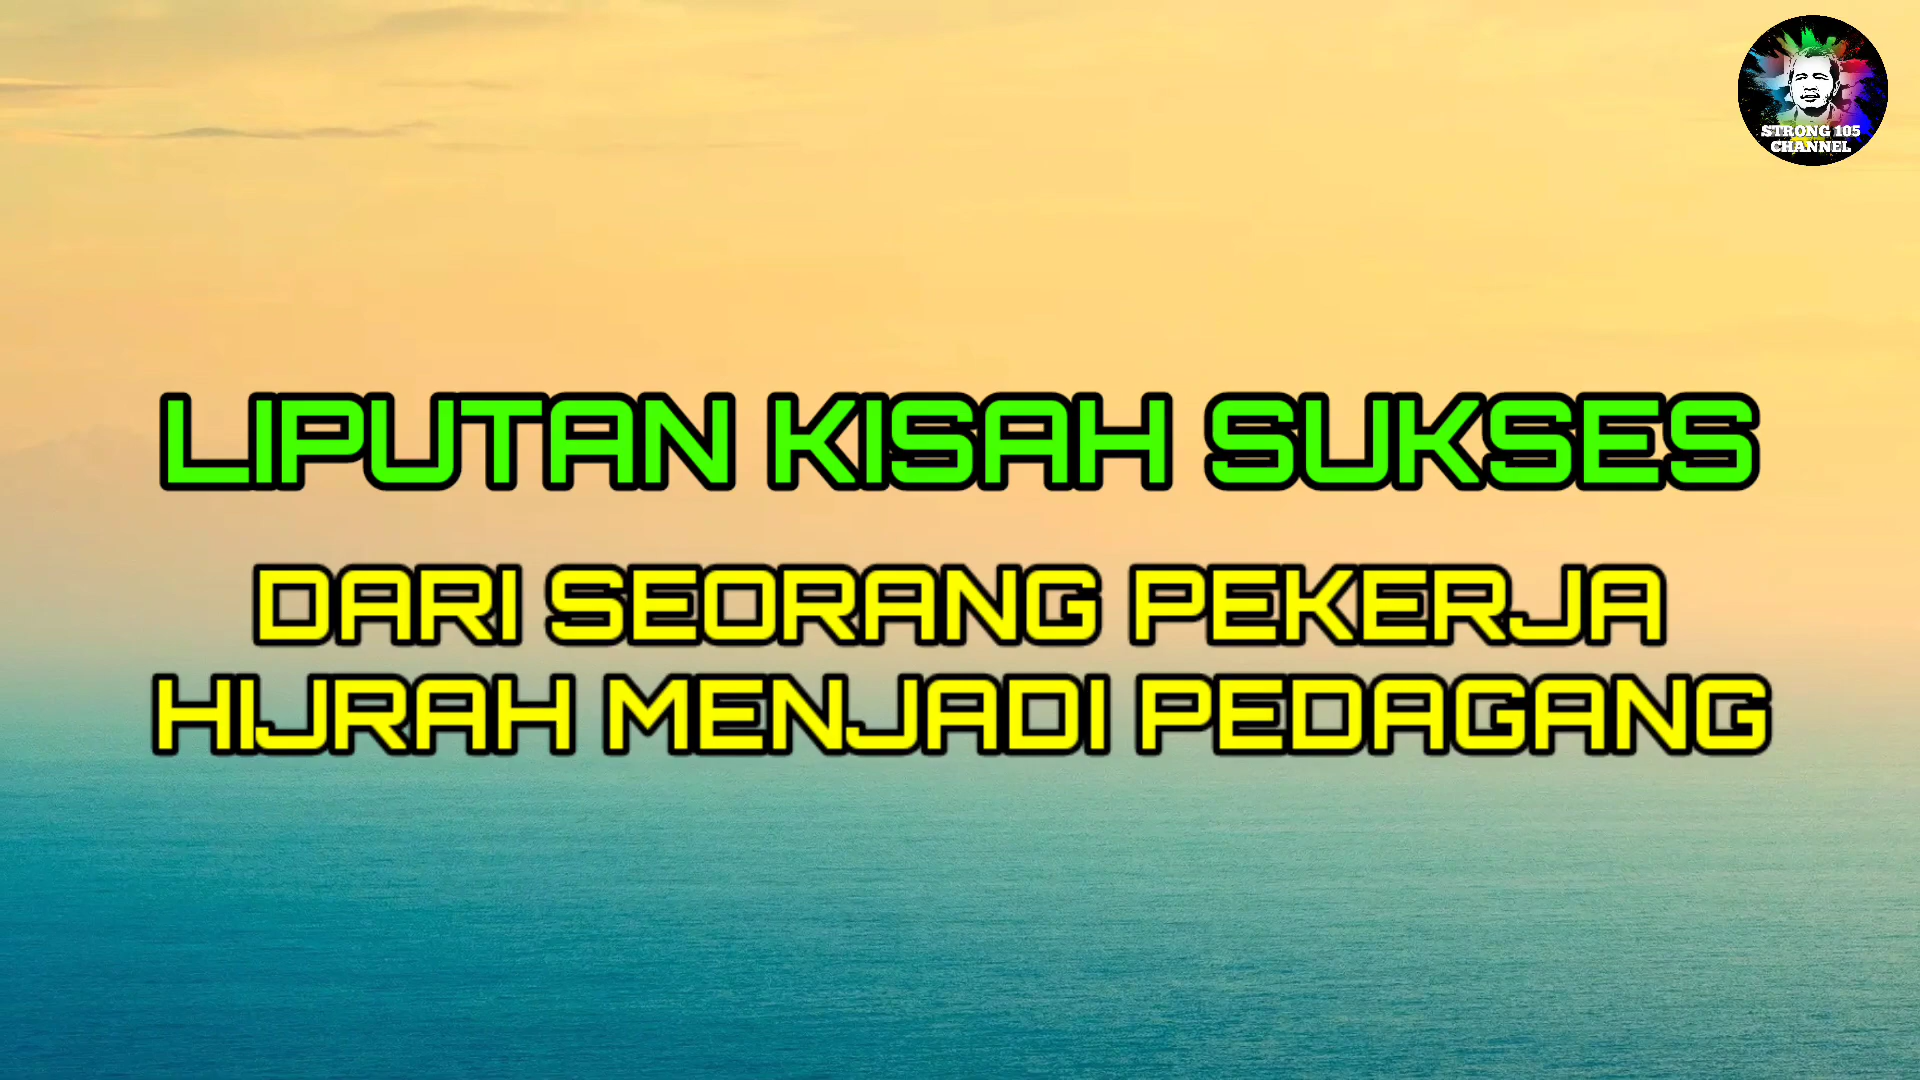 STRONG 105
CHANNEL
LIPUTAN KISAH SUKSES
DARI SEORANG PEKERJA
HIJRAH MENJADI PEDAGANG